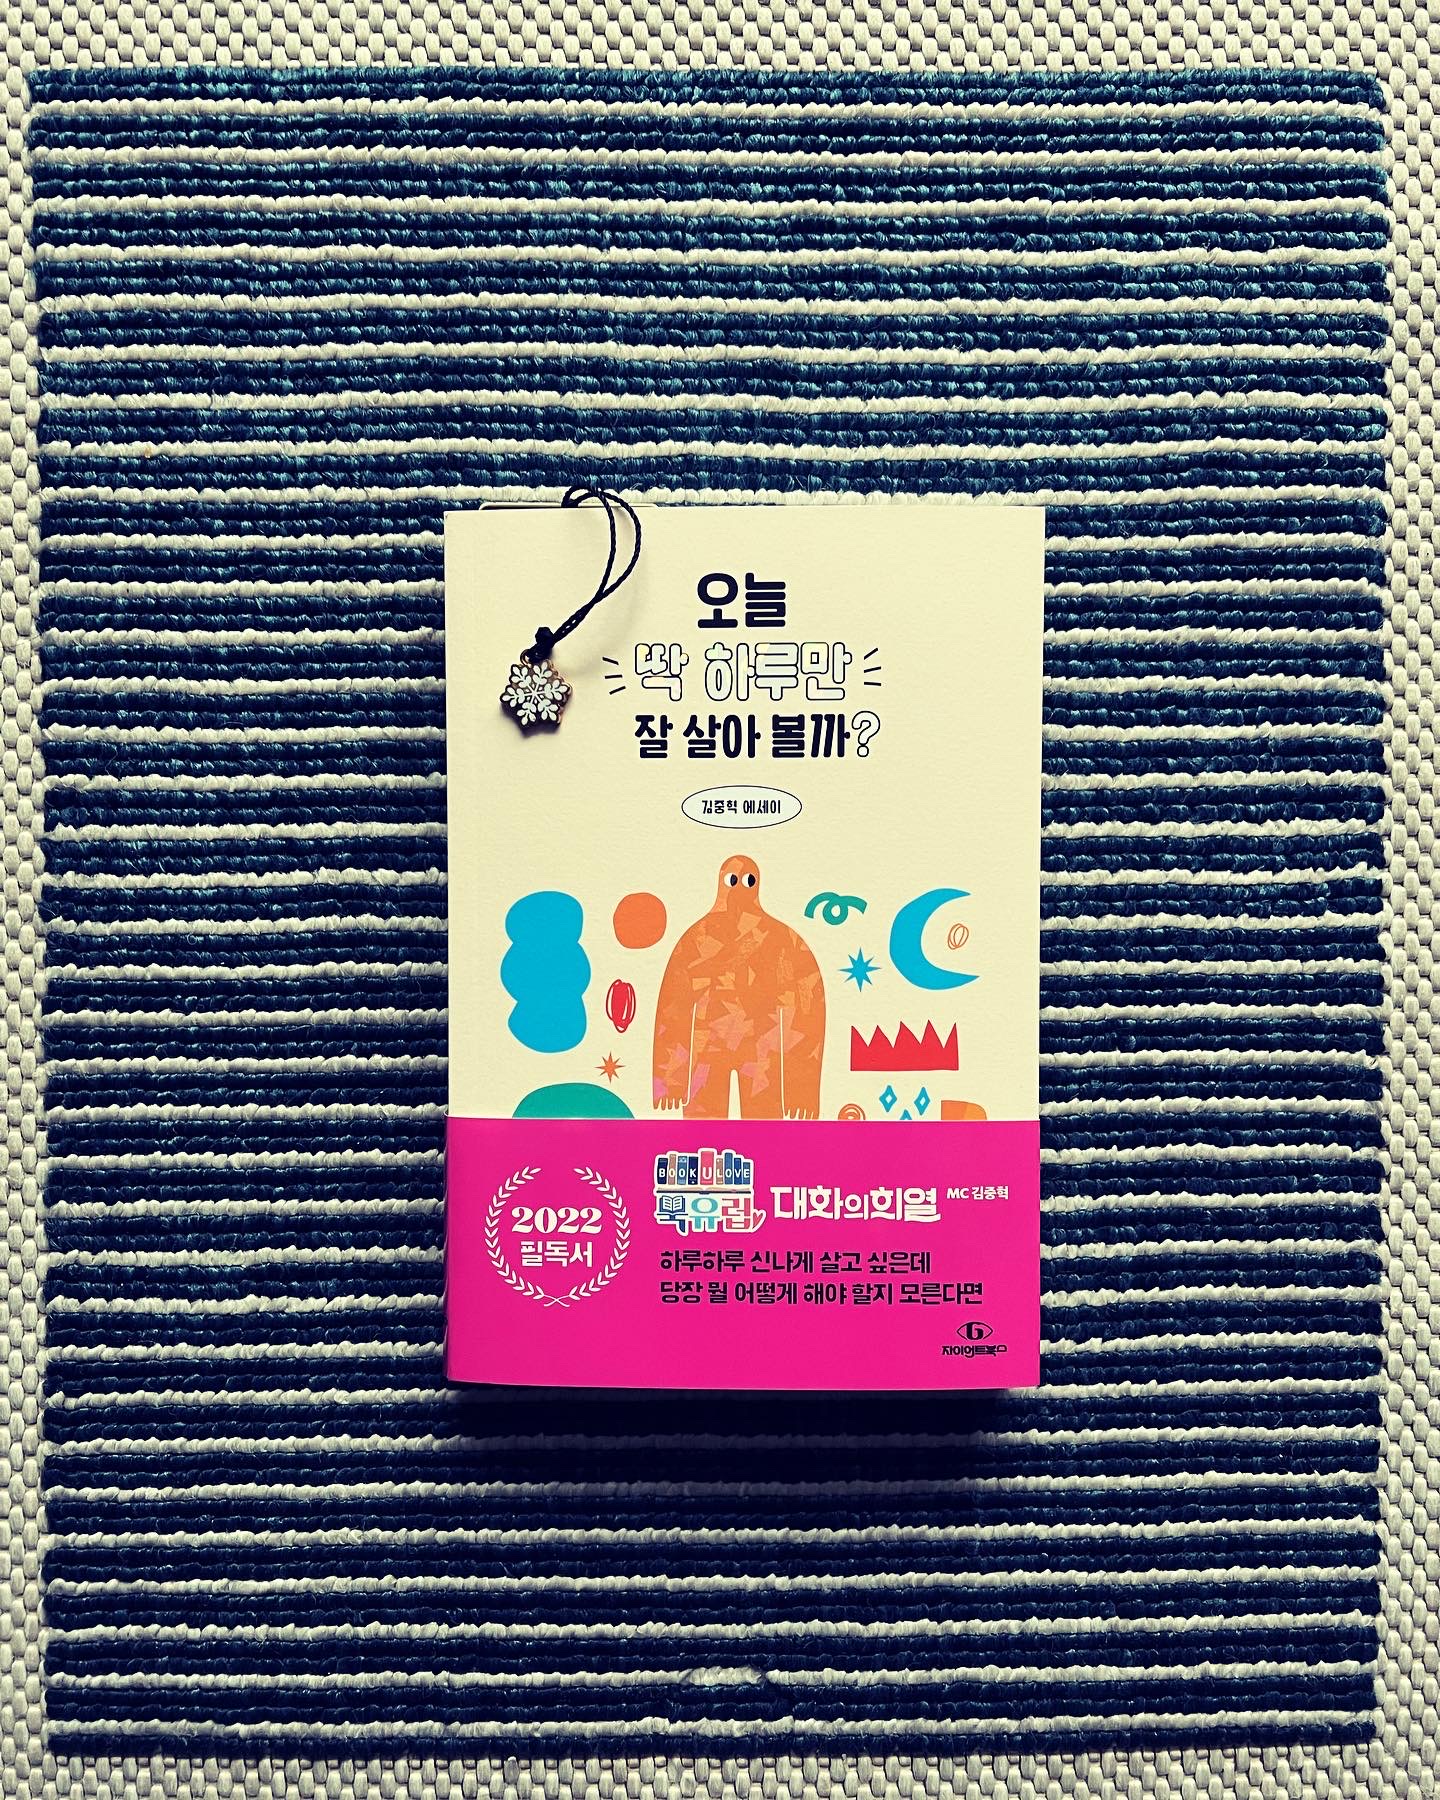 오늘
딱 하루만
잘 살아 볼까?
김중혁 에세이
2022
필독서
BOOK U LOVE
북유럽
대화의희열 MC 김중혁
하루하루 신나게 살고 싶은데
당장 뭘 어떻게 해야 할지 모른다면
G
자이언트북스